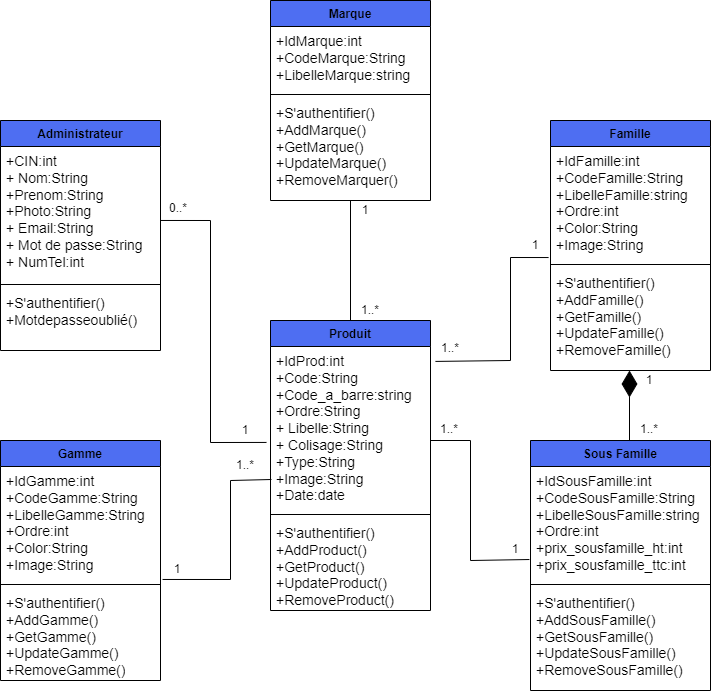 Marque
+IdMarque:int
+CodeMarque:String
+LibelleMarque:string
+S'authentifier()
+AddMarque()
+GetMarque()
+UpdateMarque()
+RemoveMarquer()
1
1..*
Administrateur
+CIN:int
+ Nom:String
+Prenom:String
+Photo:String
+ Email:String
+ Mot de passe:String
+ NumTel:int
+S'authentifier()
+Motdepasseoublié()
0..*
1
Famille
+IdFamille:int
+CodeFamille:String
+LibelleFamille:string
+Ordre:int
+Color:String
+Image:String
+S'authentifier()
+AddFamille()
+GetFamille()
+UpdateFamille()
+RemoveFamille()
1
1..*
1
1..*
Produit
+IdProd:int
+Code:String
+Code_a_barre:string
+Ordre:String
+ Libelle:String
+ Colisage:String
+Type:String
+Image:String
+Date:date
+S'authentifier()
+AddProduct()
+GetProduct()
+UpdateProduct()
+RemoveProduct()
1..*
1
Gamme
+IdGamme:int
+CodeGamme:String
+LibelleGamme:String
+Ordre:int
+Color:String
+Image:String
+S'authentifier()
+AddGamme()
+GetGamme()
+UpdateGamme()
+RemoveGamme()
1..*
1
Sous Famille
+IdSousFamille:int
+CodeSousFamille:String
+LibelleSousFamille:string
+Ordre:int
+prix_sousfamille_ht:int
+prix_sousfamille_ttc:int
+S'authentifier()
+AddSousFamille()
+GetSousFamille()
+UpdateSousFamille()
+RemoveSousFamille()